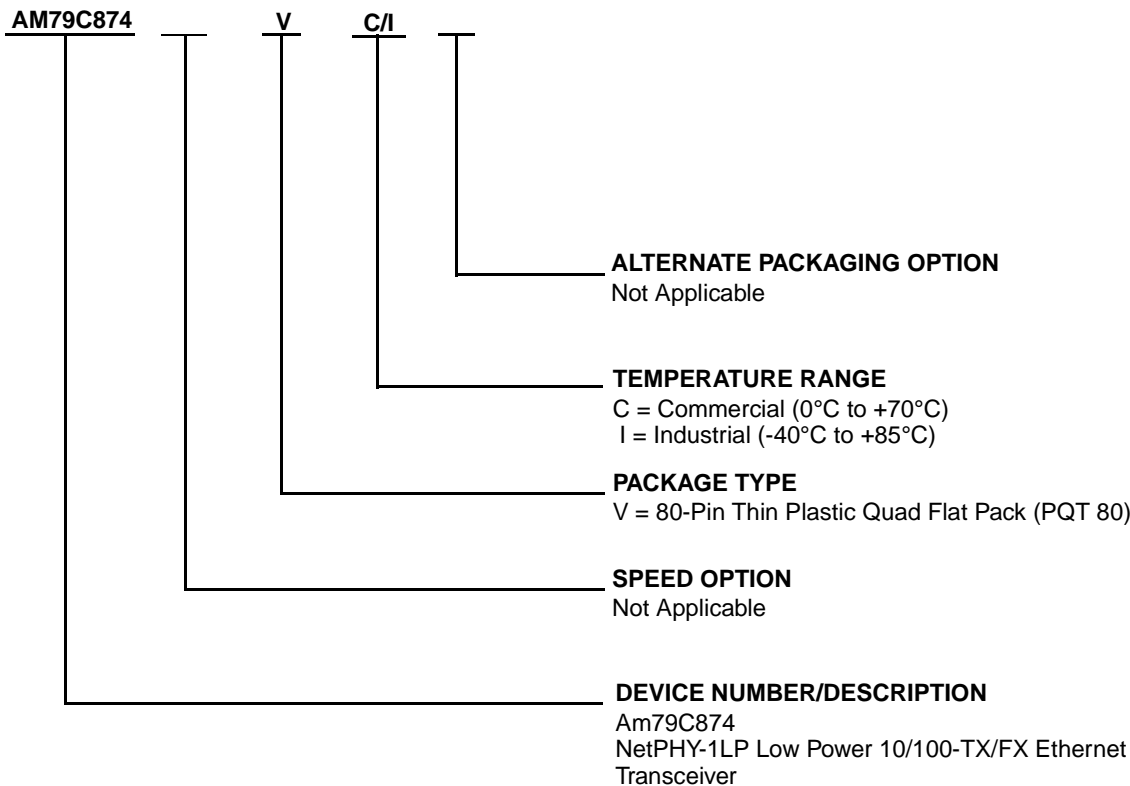 AM79C874 V C/I
ALTERNATE PACKAGING OPTION
Not Applicable
TEMPERATURE RANGE
C = Commercial (0°C to +70°C)
I = Industrial (-40°C to +85°C)
PACKAGE TYPE
V = 80-Pin Thin Plastic Quad Flat Pack (PQT 80)
SPEED OPTION
Not Applicable
DEVICE NUMBER/DESCRIPTION
Am79C874
NetPHY-1LP Low Power 10/100-TX/FX Ethernet
Transceiver